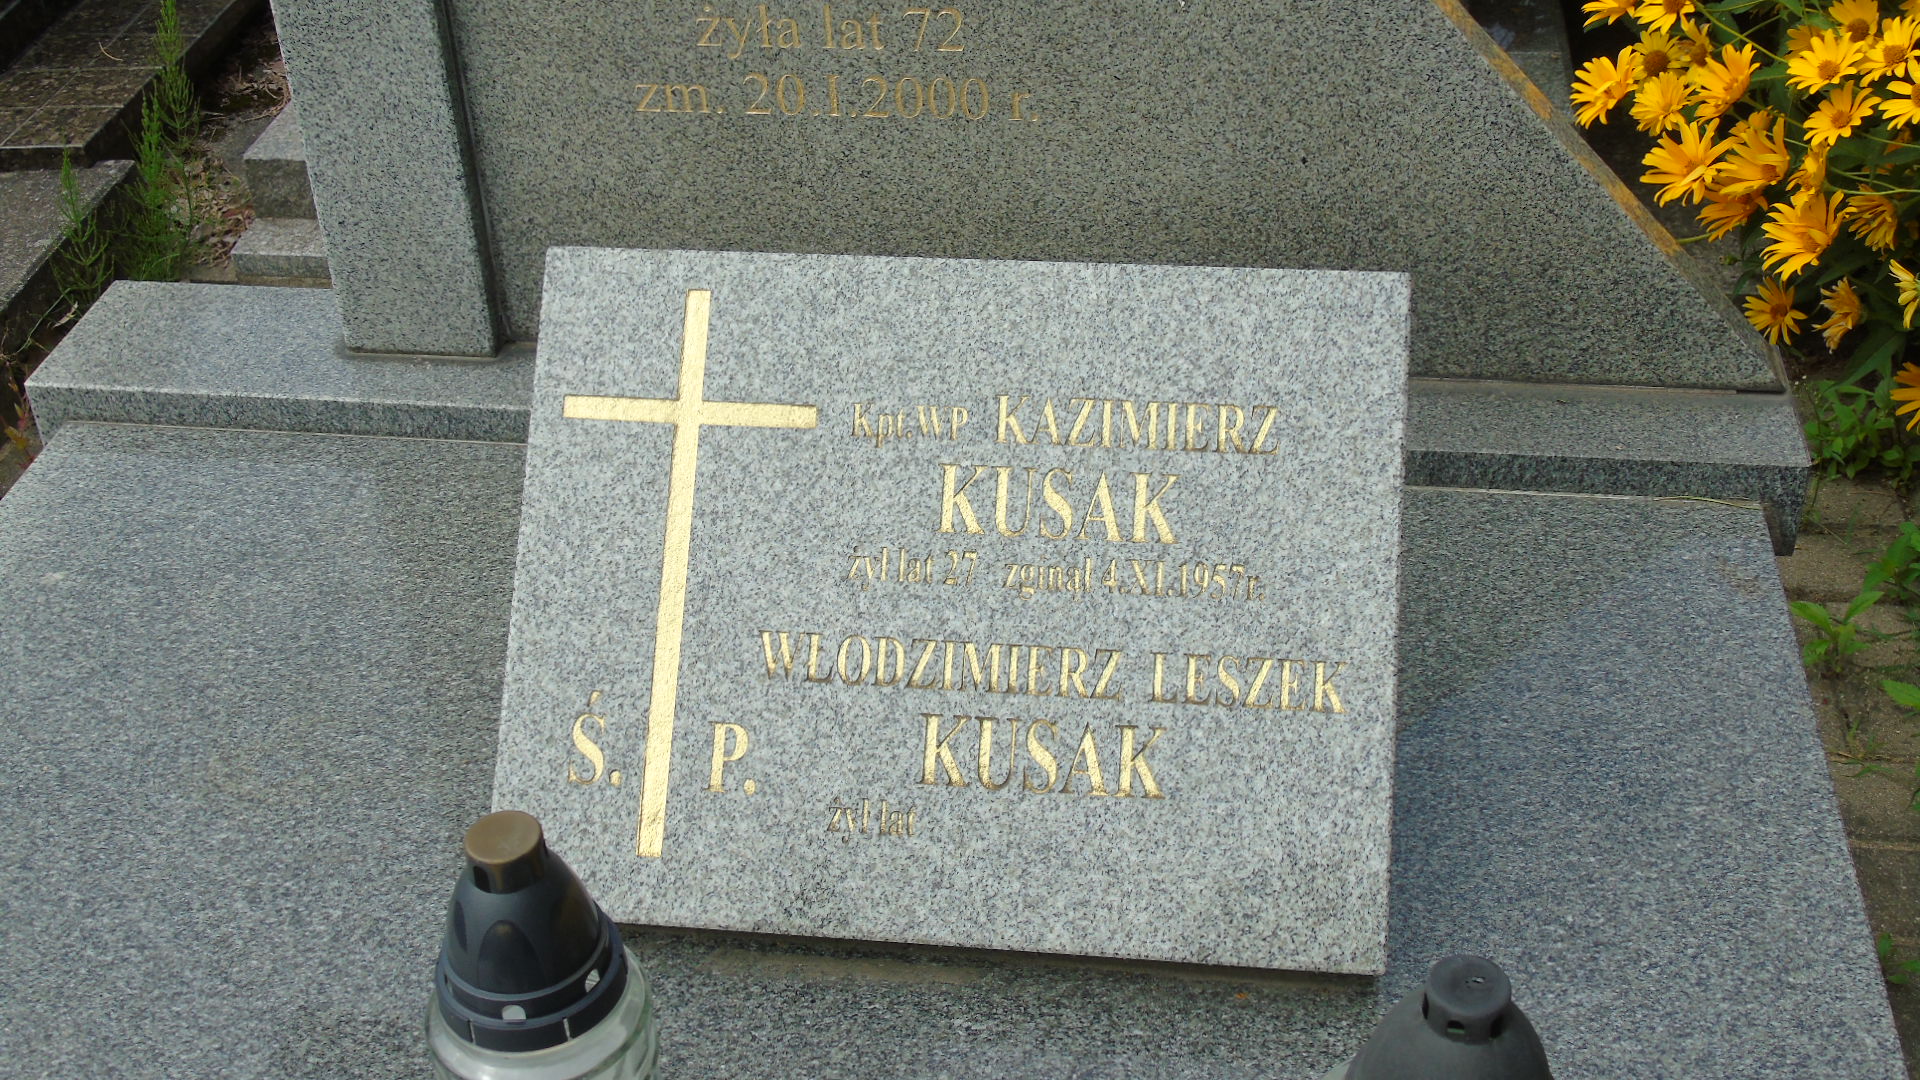 żyła lat 72
zm. 20.I.2000 r.
Kpt.WP KAZIMIERZ
KUSAK
żył lat 27 zginął 4.XI.1957r.
WŁODZIMIERZ LESZEK
KUSAK
żył lat
Ś. P.